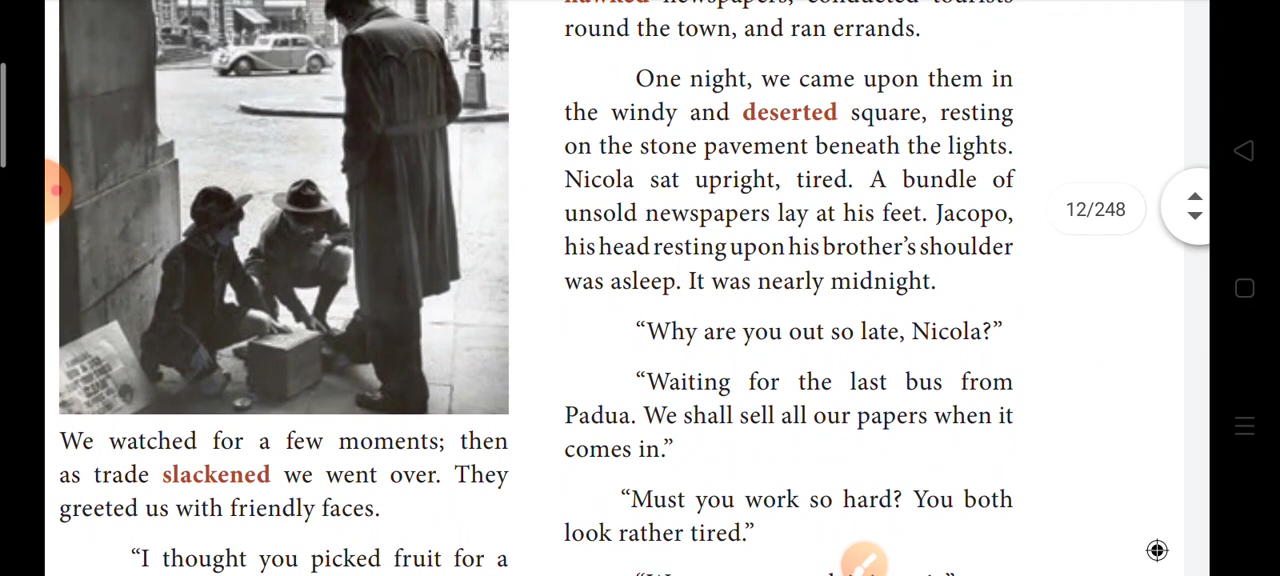 We watched for a few moments; then
as trade slackened we went over. They
greeted us with friendly faces.
“I thought you picked fruit for a
newspapers, conducted tourists
round the town, and ran errands.
One night, we came upon them in
the windy and deserted square, resting
on the stone pavement beneath the lights.
Nicola sat upright, tired. A bundle of
unsold newspapers lay at his feet. Jacopo,
his head resting upon his brother’s shoulder
was asleep. It was nearly midnight.
“Why are you out so late, Nicola?”
“Waiting for the last bus from
Padua. We shall sell all our papers when it
comes in.”
“Must you work so hard? You both
look rather tired.”
12/248